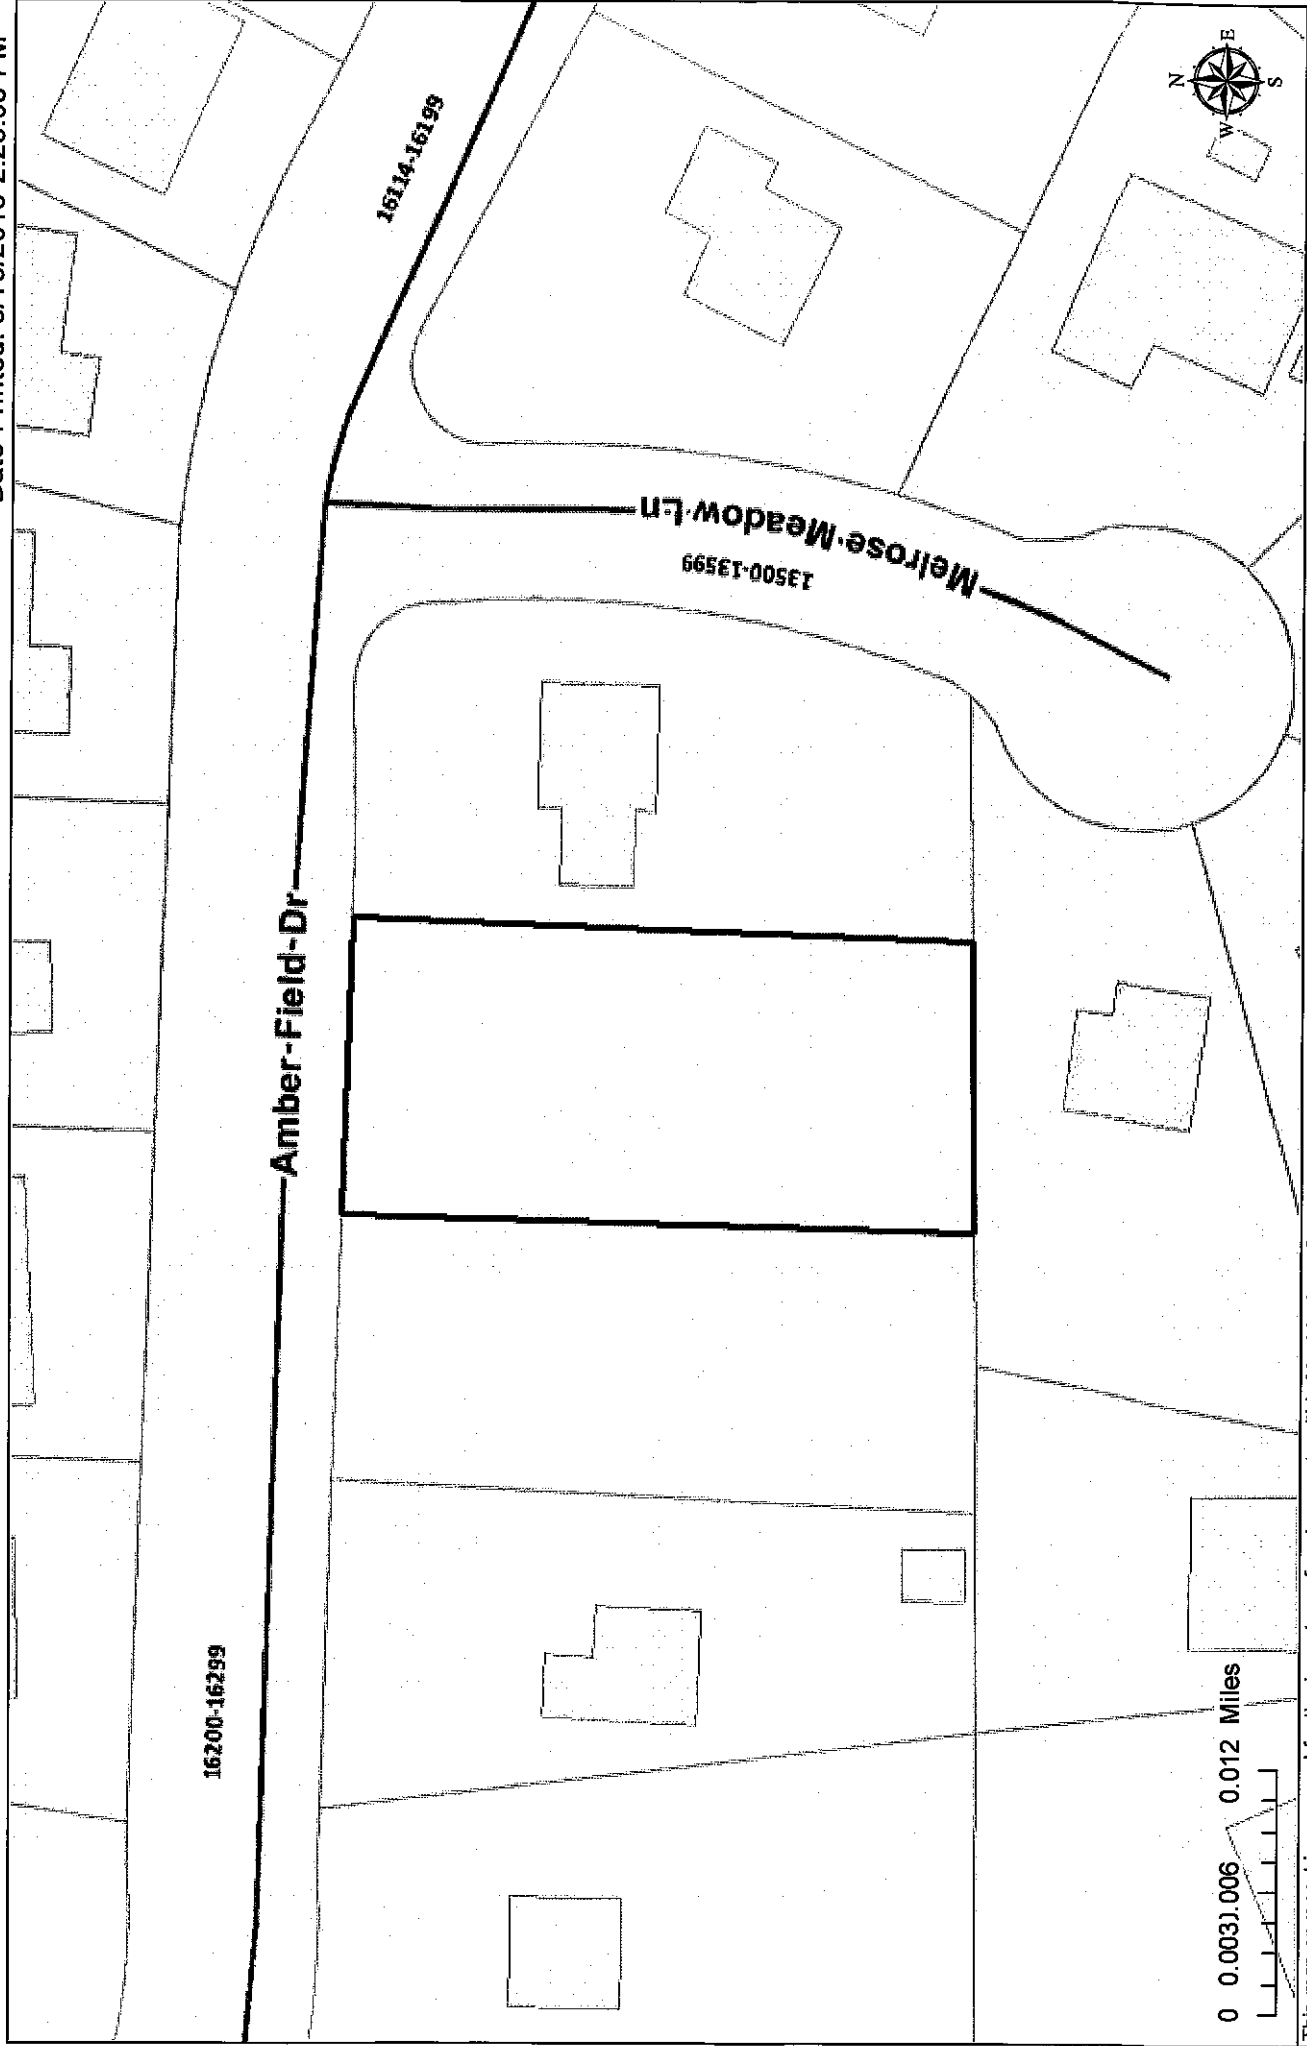 16114-16199
Amber-Field-Dr
Melrose-Meadow-Ln
13500-13599
16200-16299
N
W
E
S
0 0.003
.006
0.012 Miles